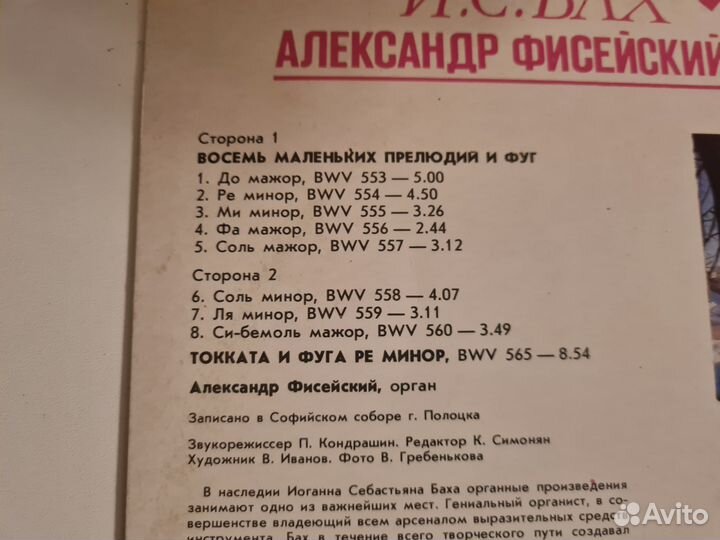 И.С.БАХ
АЛЕКСАНДР ФИСЕЙСКИЙ
Сторона 1
ВОСЕМЬ МАЛЕНЬКИХ ПРЕЛЮДИЙ И ФУГ
1. До мажор, BWV 553 — 5.00
2. Ре минор, BWV 554 — 4.50
3. Ми минор, BWV 555 — 3.26
4. Фа мажор, BWV 556 — 2.44
5. Соль мажор, BWV 557 — 3.12
Сторона 2
6. Соль минор, BWV 558 — 4.07
7. Ля минор, BWV 559 — 3.11
8. Си-бемоль мажор, BWV 560 — 3.49
ТОККАТА И ФУГА РЕ МИНОР, BWV 565 — 8.54
Александр Фисейский, орган
Записано в Софийском соборе г. Полоцка
Звукорежиссер П. Кондрашин. Редактор К. Симонян
Художник В. Иванов. Фото В. Гребенькова
В наследии Иоганна Себастьяна Баха органные произведения
занимают одно из важнейших мест. Гениальный органист, в со-
вершенстве владеющий всем арсеналом выразительных средств
инструмента, Бах в течение всего творческого пути создавал
Avito